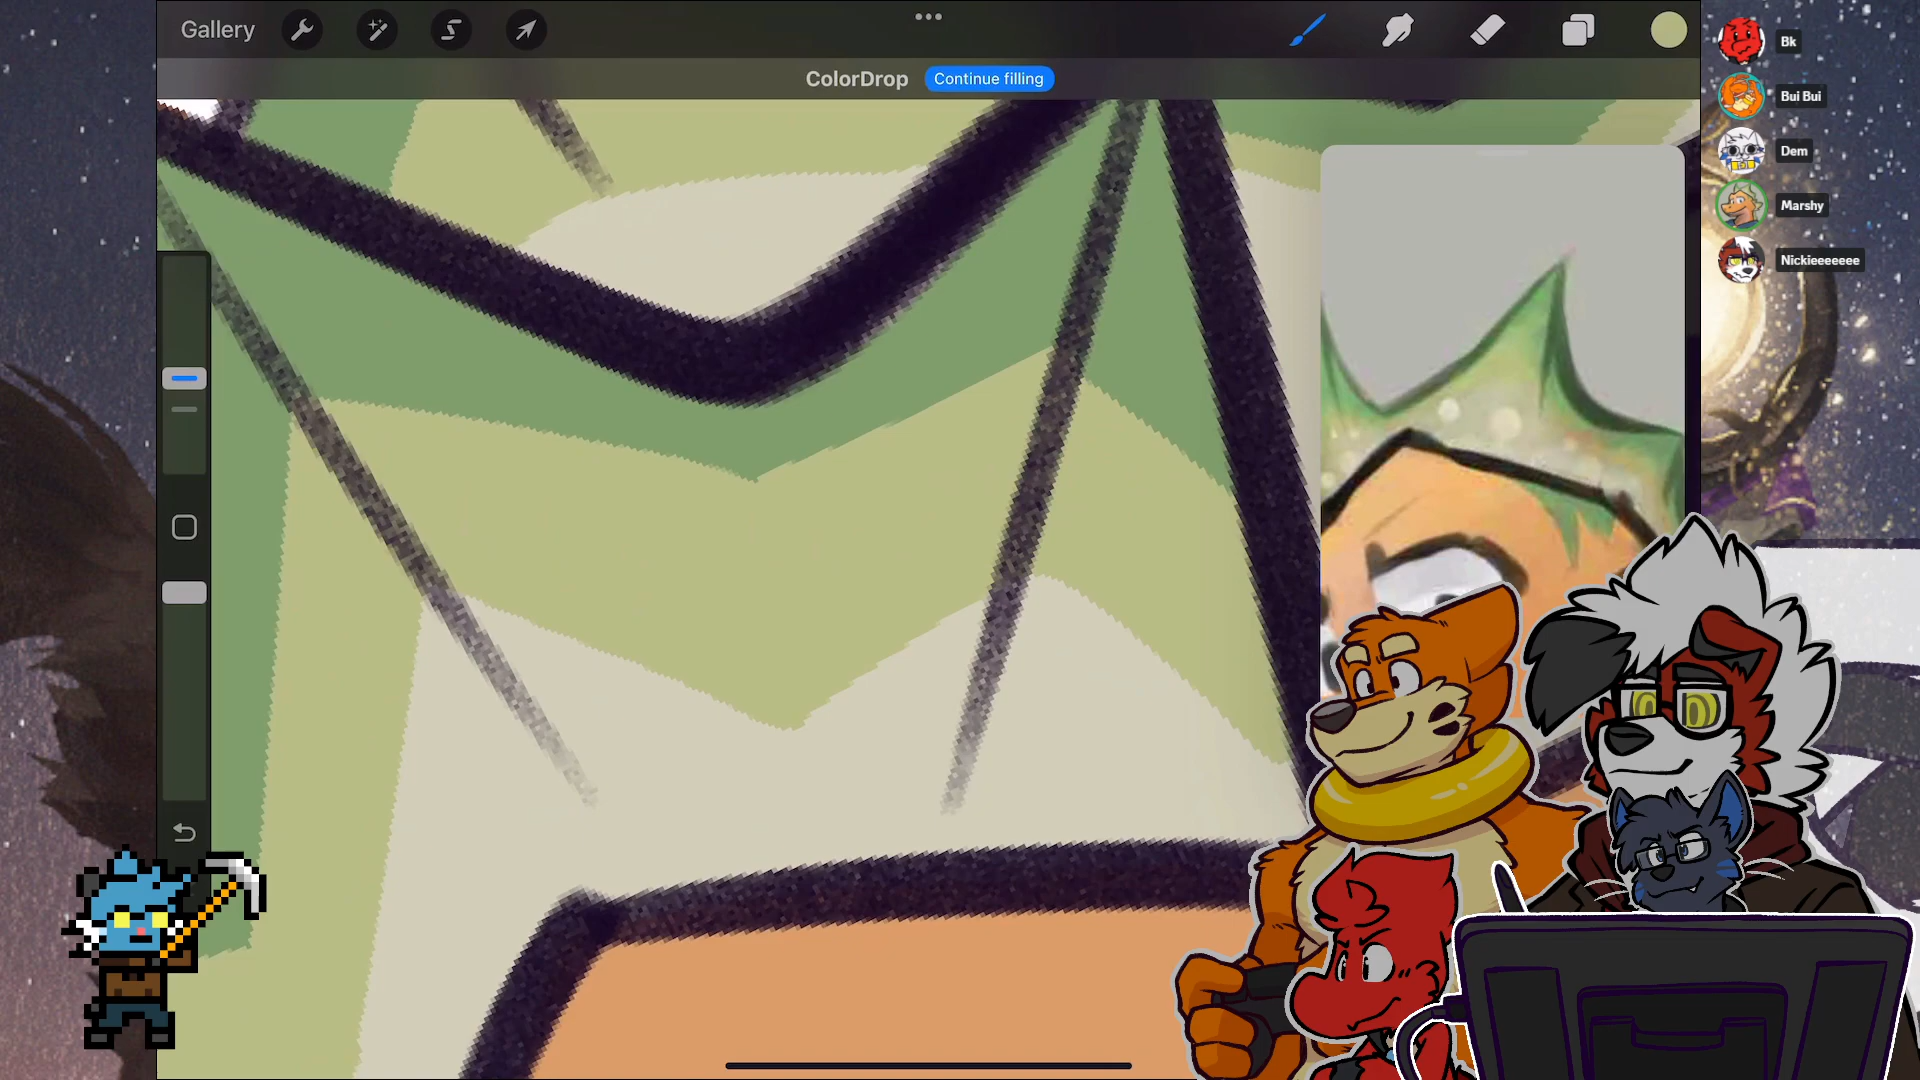 Gallery
ColorDrop Continue filling
Bk
Bui Bui
Dem
Marshy
Nickieeeeeee